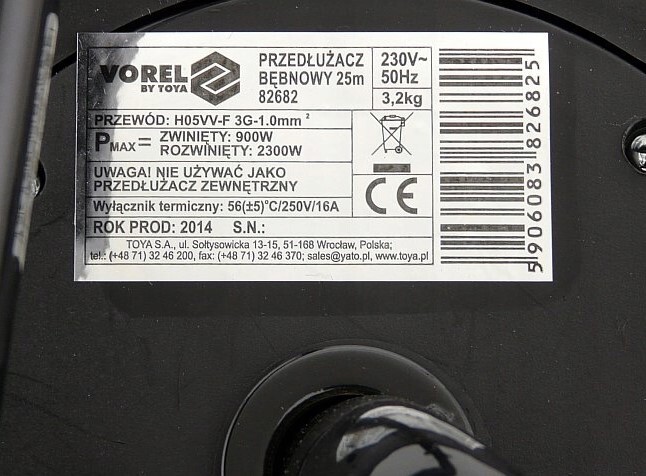 VOREL
BY TOYA
PRZEDŁUŻACZ
BĘBNOWY 25m
82682
230V~
50Hz
3,2kg
PRZEWÓD: H05VV-F 3G-1.0mm²
PMAX= ZWINIĘTY: 900W
ROZWINIĘTY: 2300W
UWAGA! NIE UŻYWAĆ JAKO
PRZEDŁUŻACZ ZEWNĘTRZNY
CE
Wyłącznik termiczny: 56(±5)°C/250V/16A
ROK PROD: 2014 S.N.:
TOYA S.A., ul. Sołtysowicka 13-15, 51-168 Wrocław, Polska;
tel.: (+48 71) 32 46 200, fax: (+48 71) 32 46 370; sales@yato.pl, www.toya.pl
5906083826825